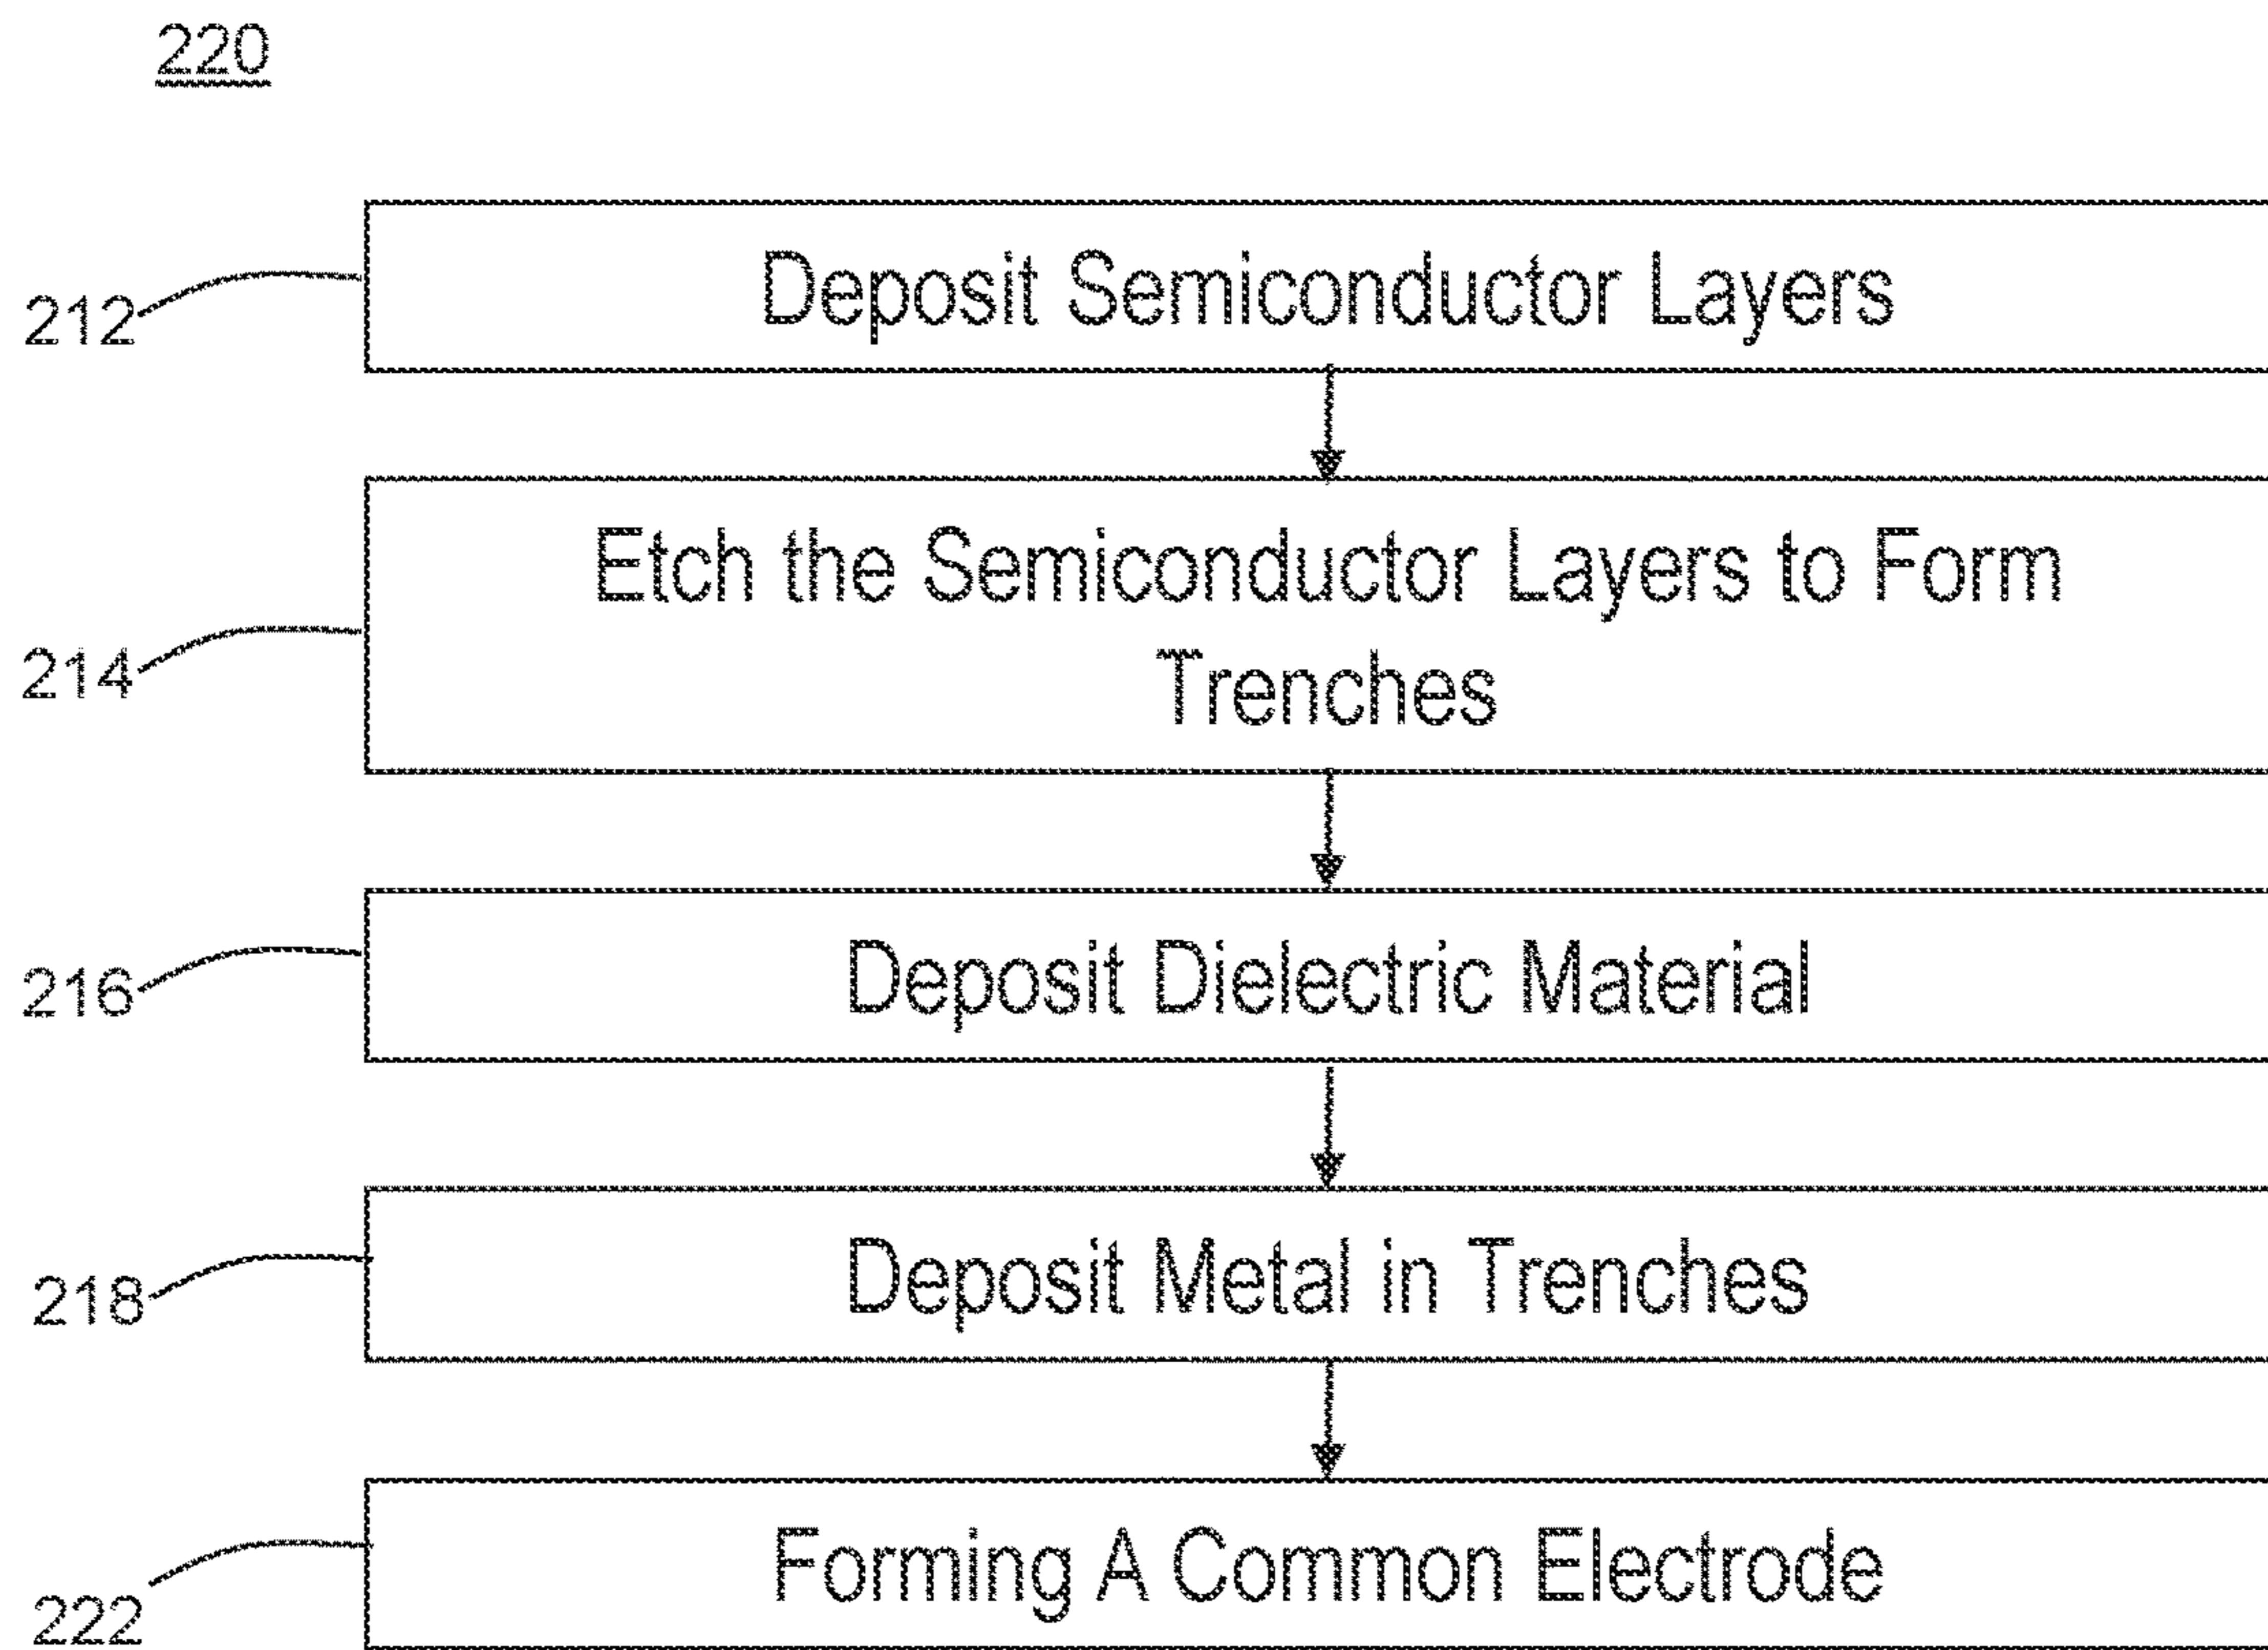 220
212
Deposit Semiconductor Layers
214
Etch the Semiconductor Layers to Form
Trenches
216
Deposit Dielectric Material
218
Deposit Metal in Trenches
222
Forming A Common Electrode